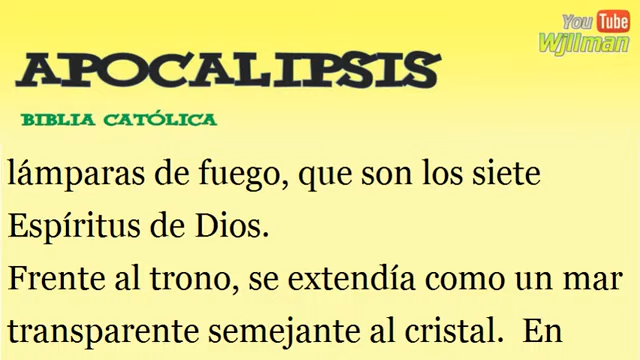 You Tube
Wjllman
APOCALIPSIS
BIBLIA CATÓLICA
lámparas de fuego, que son los siete
Espíritus de Dios.
Frente al trono, se extendía como un mar
transparente semejante al cristal. En